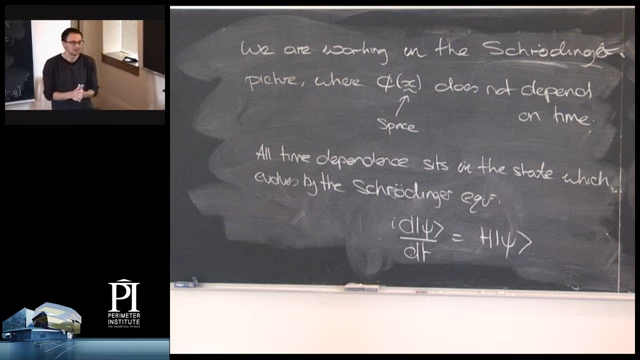 We are working in the Schrödinger
picture, where φ(x) does not depend
on time.
Space
All time dependence sits in the state which
evolves by the Schrödinger eqn.
i d|ψ> / dt = H|ψ>
PI
PERIMETER
INSTITUTE
FOR THEORETICAL PHYSICS